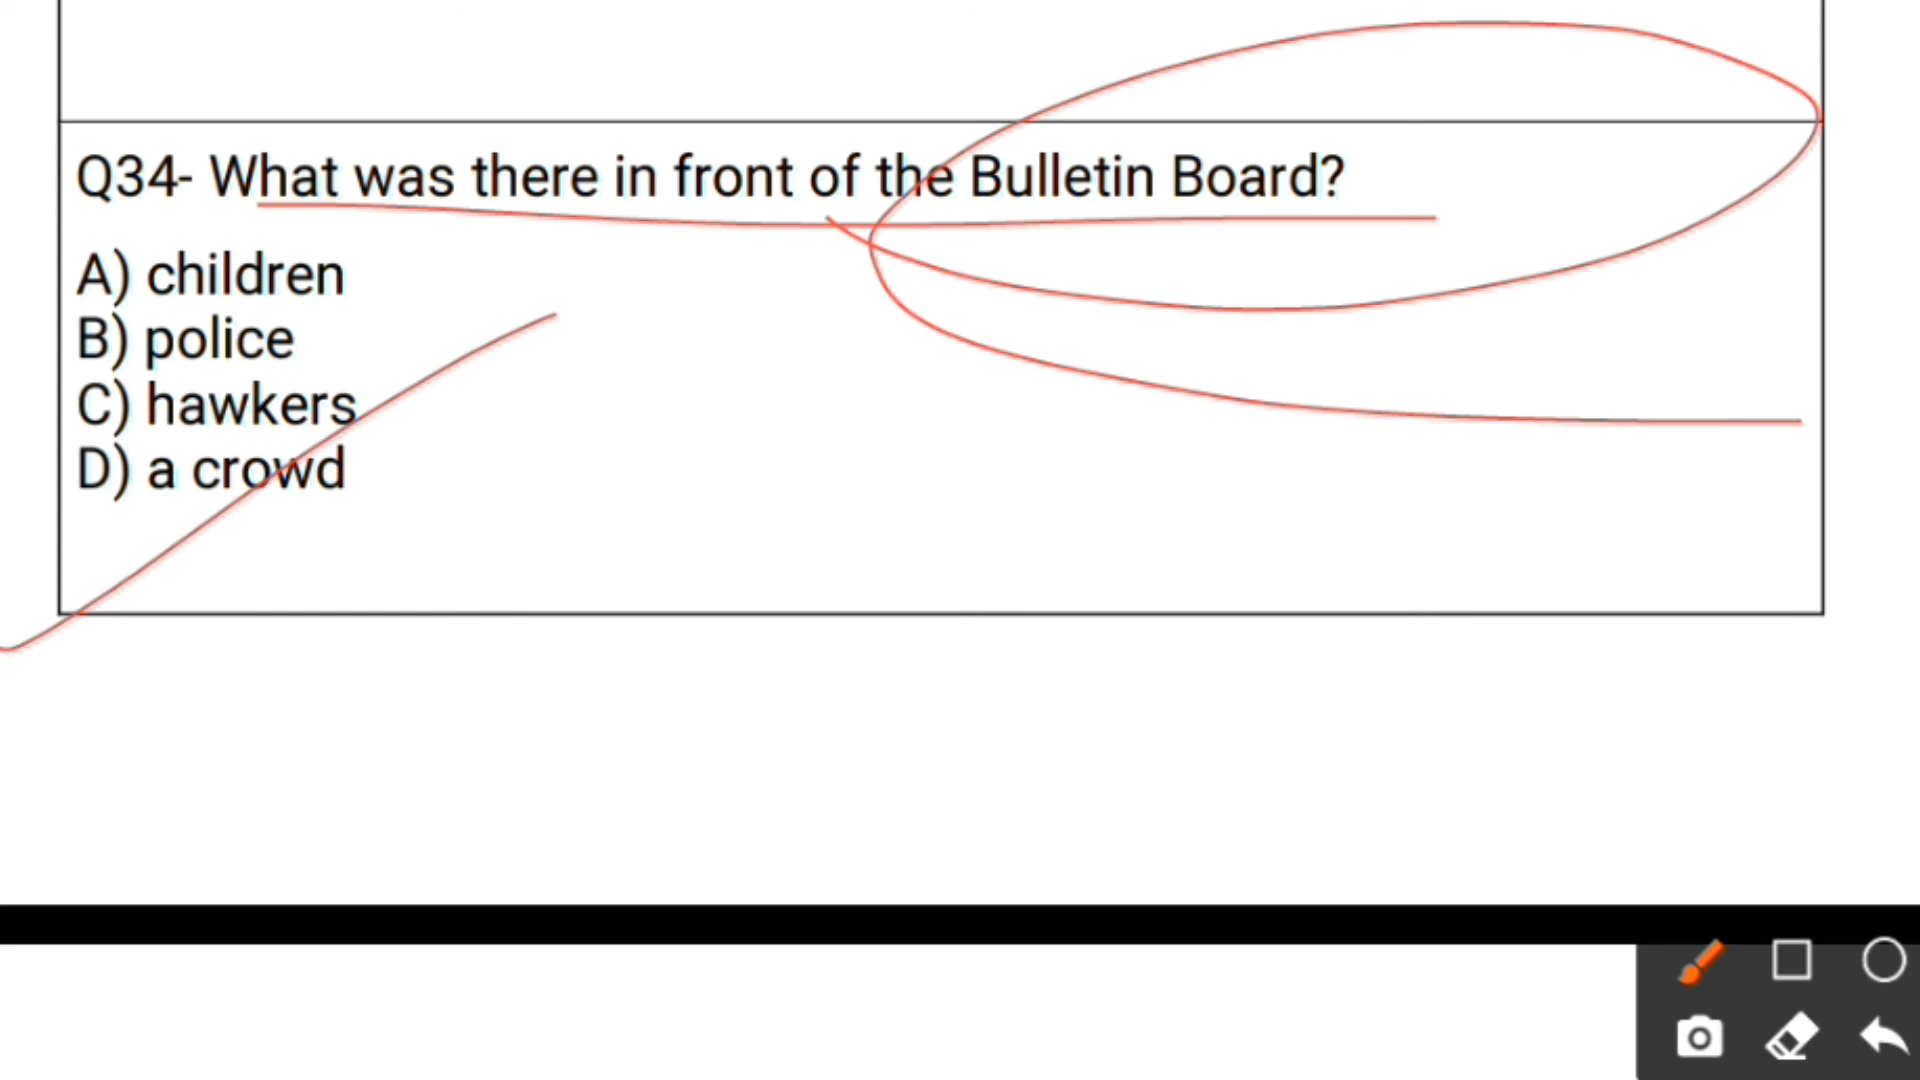 Q34- What was there in front of the Bulletin Board?
A) children
B) police
C) hawkers
D) a crowd